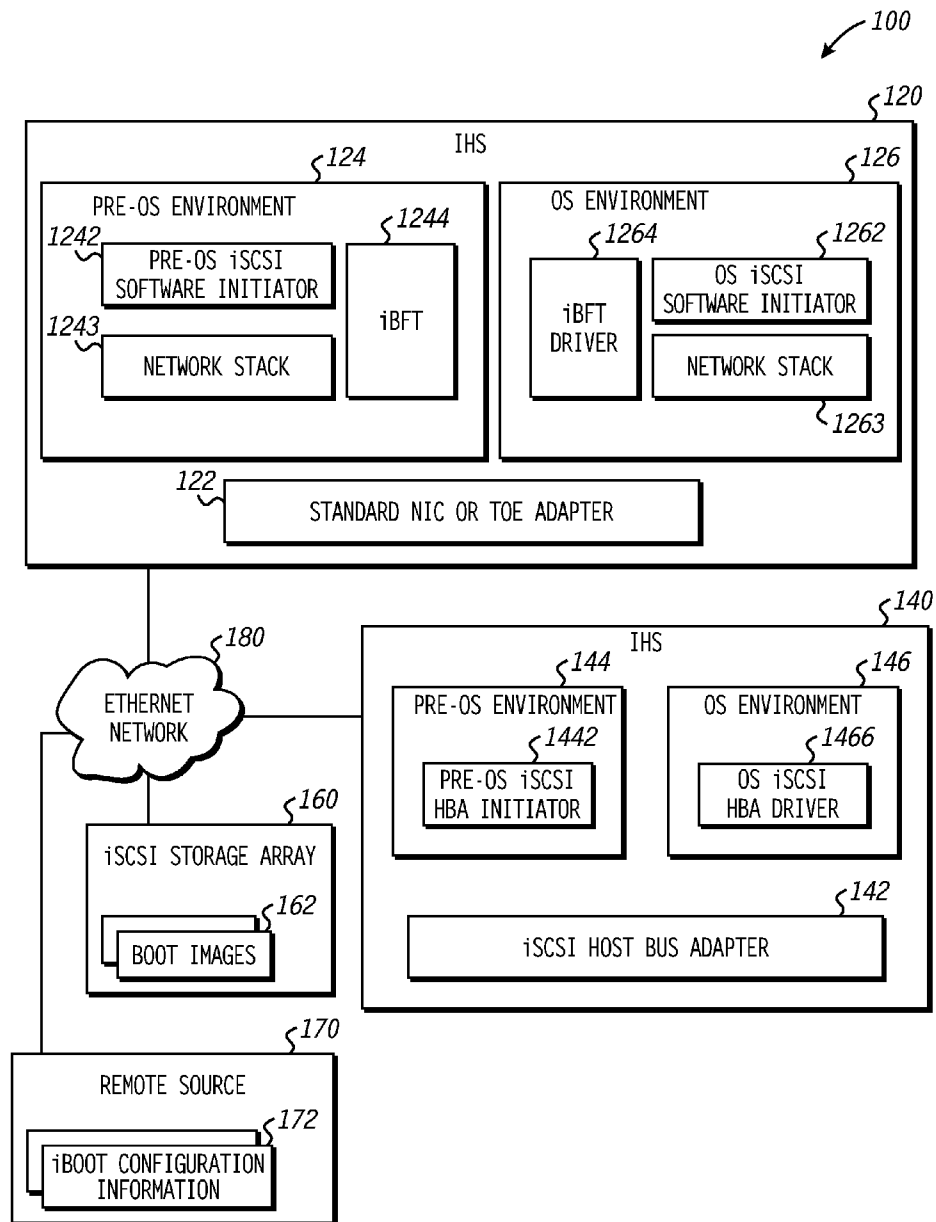 100
120
IHS
124
PRE-OS ENVIRONMENT
1242
PRE-OS iSCSI
SOFTWARE INITIATOR
1243
NETWORK STACK
1244
iBFT
126
OS ENVIRONMENT
1264
iBFT
DRIVER
1262
OS iSCSI
SOFTWARE INITIATOR
NETWORK STACK
1263
122
STANDARD NIC OR TOE ADAPTER
180
ETHERNET
NETWORK
140
IHS
144
PRE-OS ENVIRONMENT
1442
PRE-OS iSCSI
HBA INITIATOR
146
OS ENVIRONMENT
1466
OS iSCSI
HBA DRIVER
142
iSCSI HOST BUS ADAPTER
160
iSCSI STORAGE ARRAY
162
BOOT IMAGES
170
REMOTE SOURCE
172
iBOOT CONFIGURATION
INFORMATION